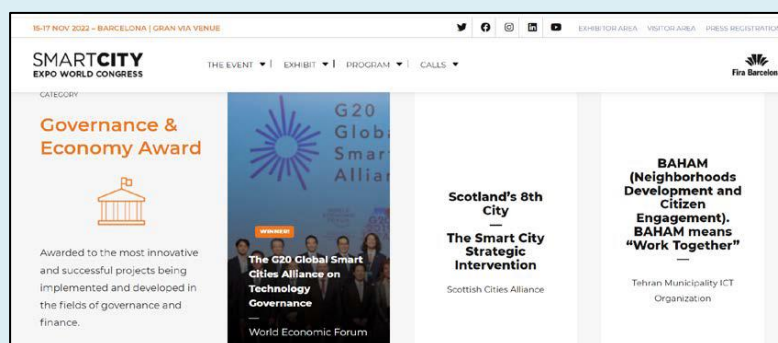 15-17 NOV 2022 – BARCELONA | GRAN VIA VENUE
EXHIBITOR AREA VISITOR AREA PRESS REGISTRATION
SMARTCITY
EXPO WORLD CONGRESS
THE EVENT
EXHIBIT
PROGRAM
CALLS
Fira Barcelon
CATEGORY
Governance &
Economy Award
Awarded to the most innovative
and successful projects being
implemented and developed in
the fields of governance and
finance.
G20
Globa
Smar
Allia
WINNER!
The G20 Global Smart
Cities Alliance on
Technology
Governance
—
World Economic Forum
Scotland's 8th
City
—
The Smart City
Strategic
Intervention
Scottish Cities Alliance
BAHAM
(Neighborhoods
Development and
Citizen
Engagement).
BAHAM means
“Work Together”
—
Tehran Municipality ICT
Organization